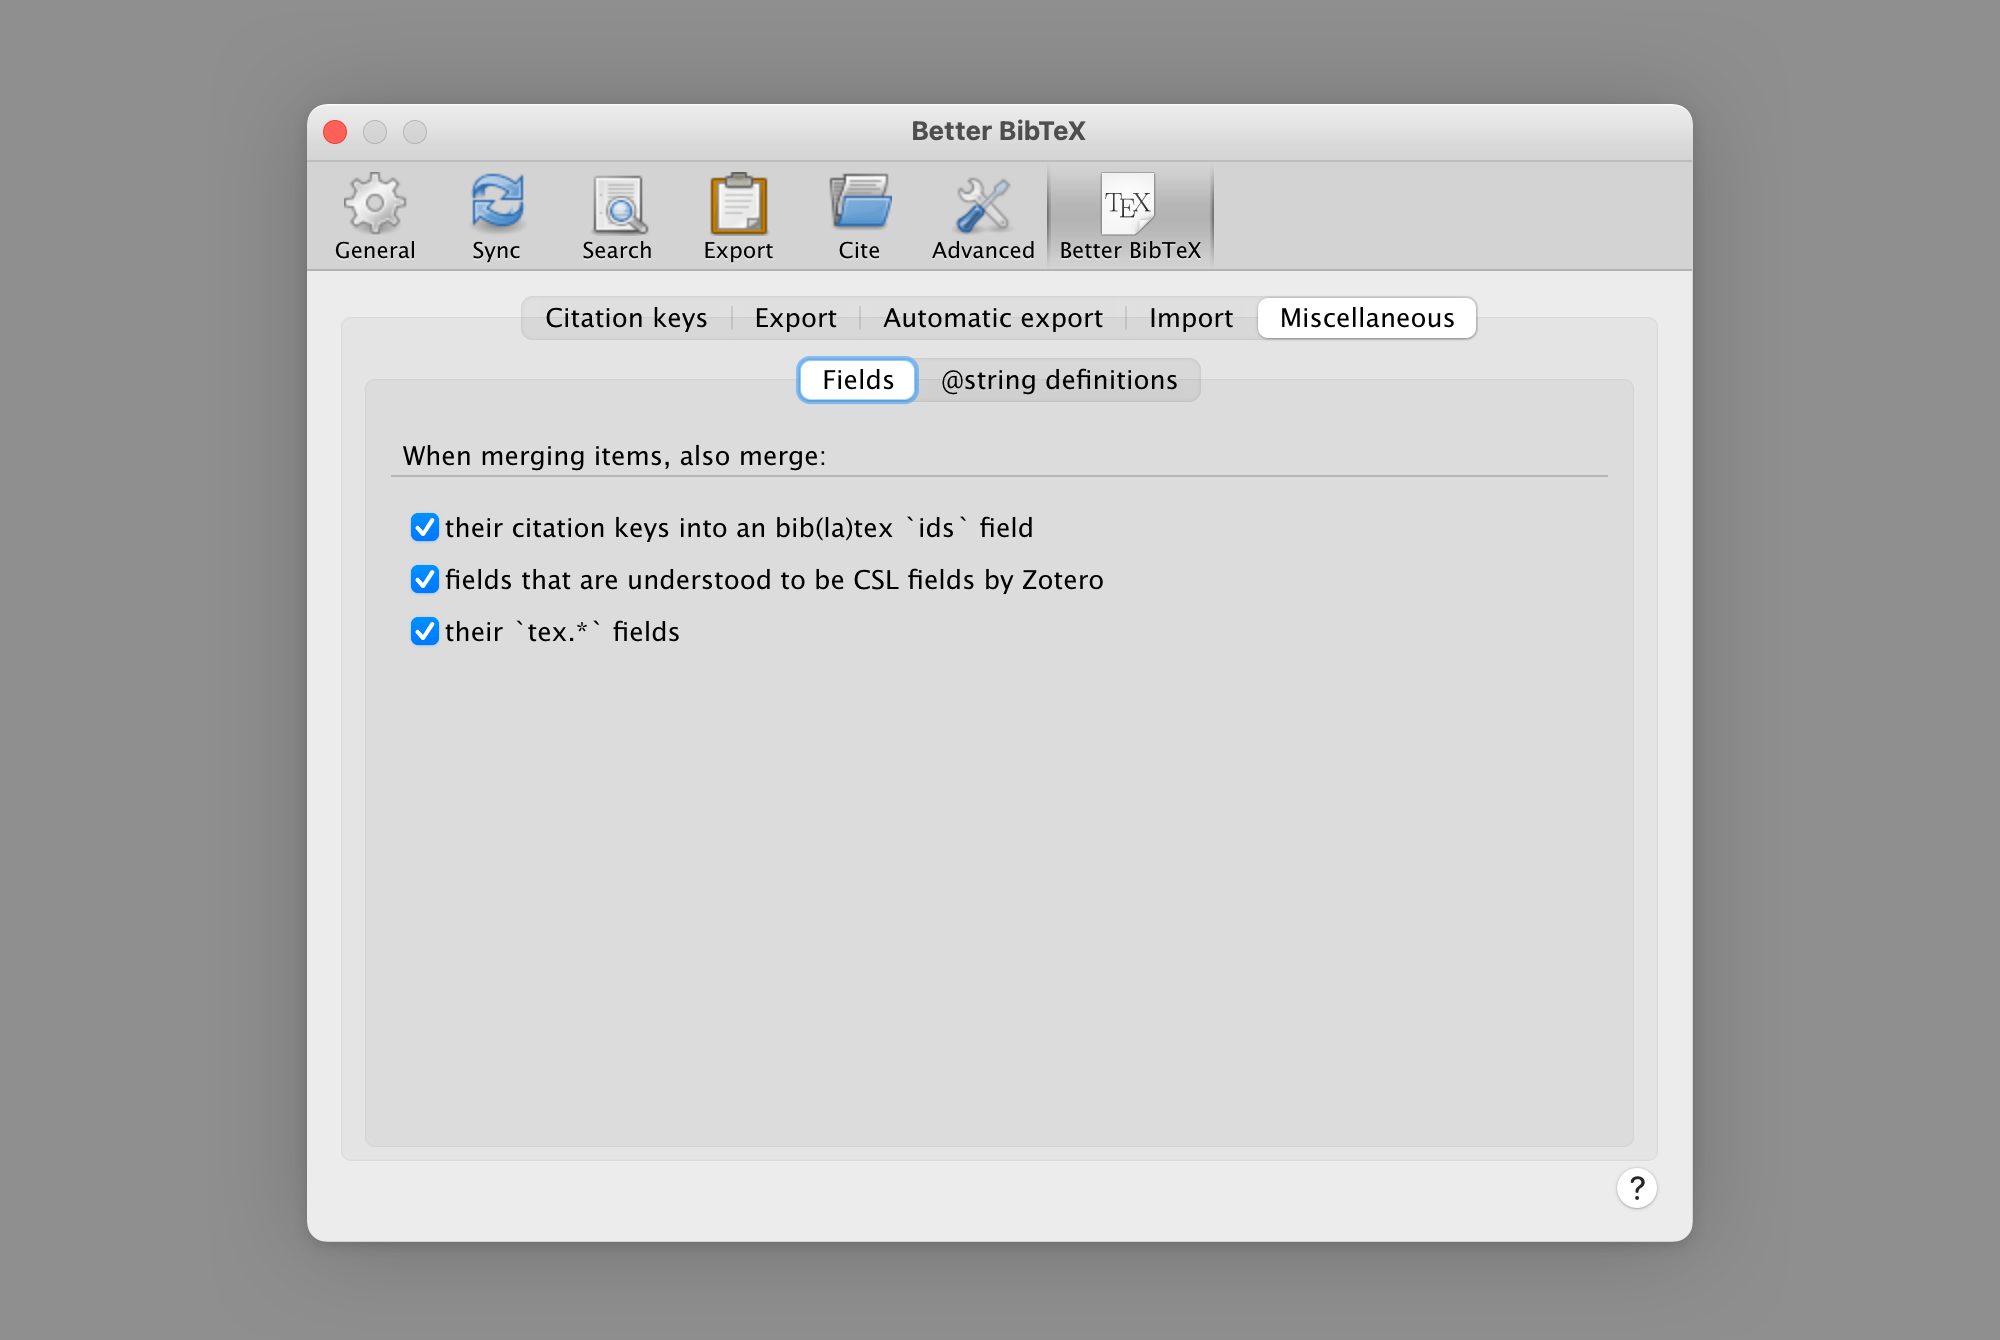 Better BibTeX
TEX
General Sync Search Export Cite Advanced Better BibTeX
Citation keys Export Automatic export Import Miscellaneous
Fields @string definitions
When merging items, also merge:
their citation keys into an bib(la)tex `ids` field
fields that are understood to be CSL fields by Zotero
their `tex.*` fields
?